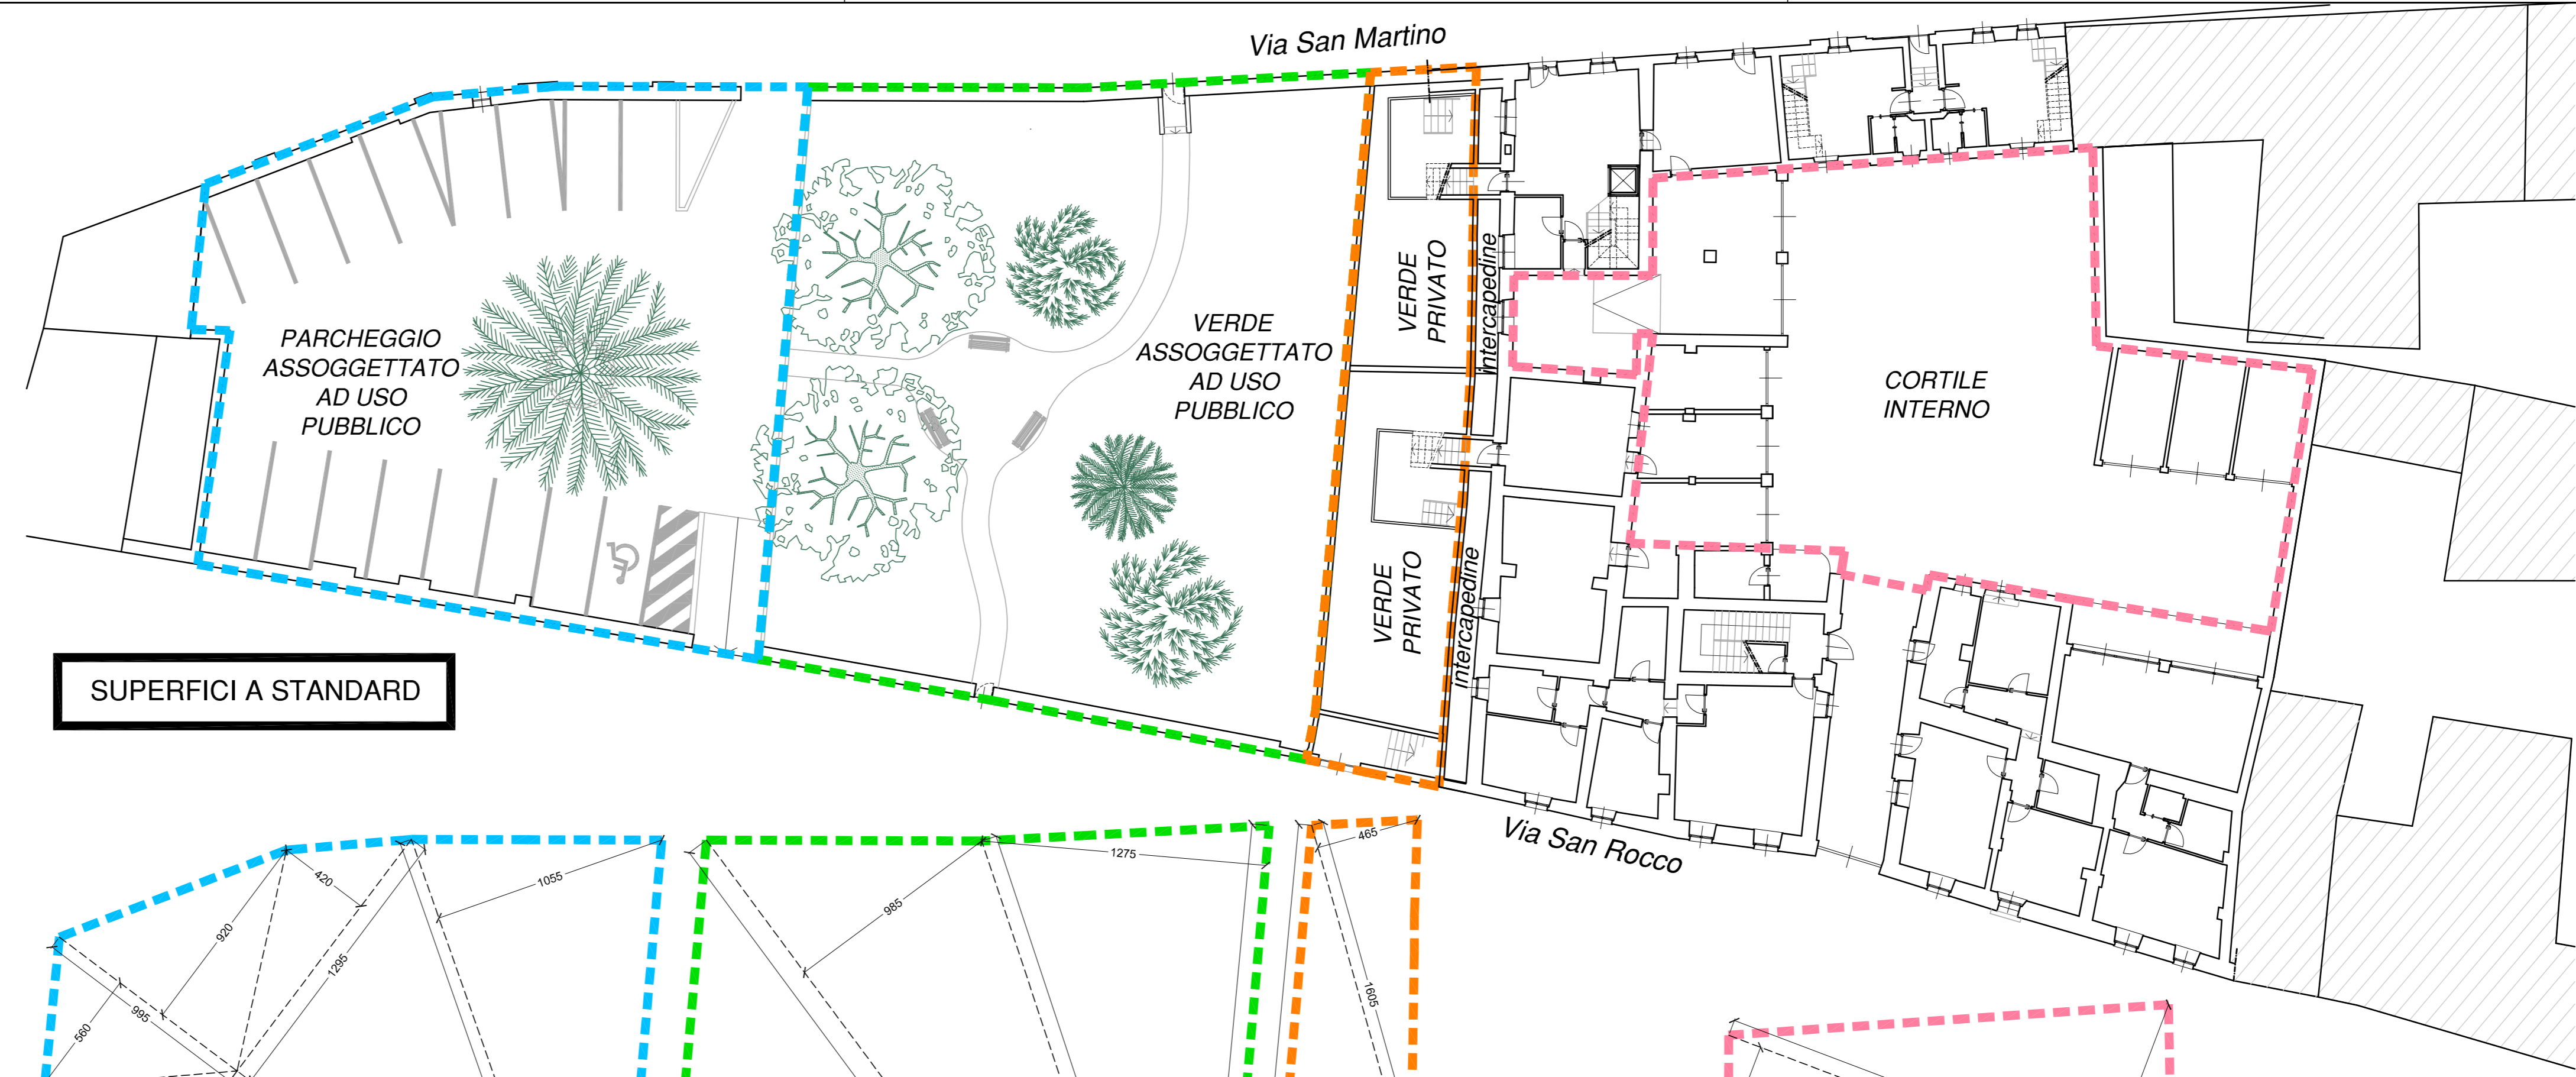 Via San Martino
PARCHEGGIO
ASSOGGETTATO
AD USO
PUBBLICO
VERDE
ASSOGGETTATO
AD USO
PUBBLICO
VERDE
PRIVATO
intercapedine
CORTILE
INTERNO
VERDE
PRIVATO
intercapedine
SUPERFICI A STANDARD
Via San Rocco
420
920
1295
1055
995
560
985
1275
465
1605